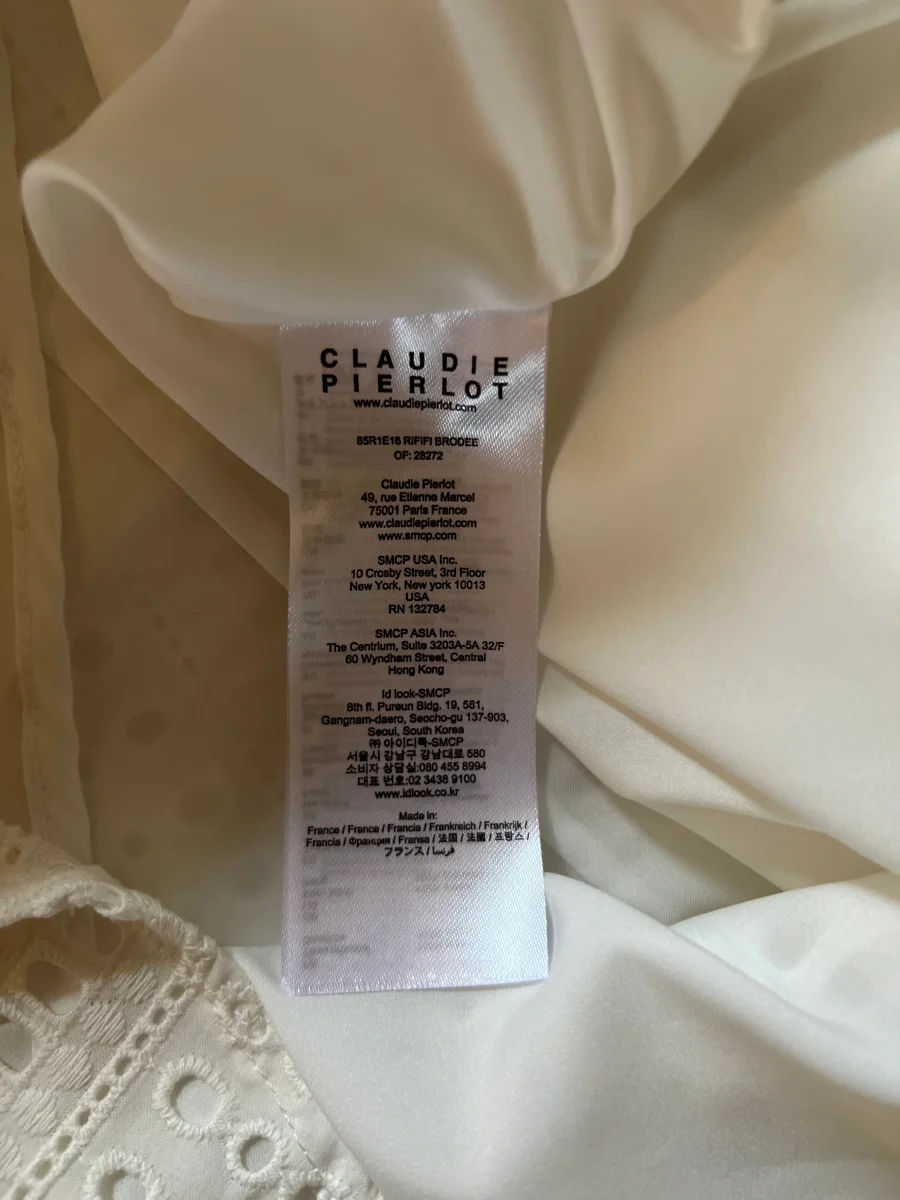 CLAUDIE
PIERLOT
www.claudiepierlot.com
85R1E16 RIFIFI BRODEE
OF: 28272
Claudie Pierlot
49, rue Etienne Marcel
75001 Paris France
www.claudiepierlot.com
www.smcp.com
SMCP USA Inc.
10 Crosby Street, 3rd Floor
New York, New york 10013
USA
RN 132784
SMCP ASIA Inc.
The Centrium, Suite 3203A-5A 32/F
60 Wyndham Street, Central
Hong Kong
Id look-SMCP
8th fl. Pureun Bldg. 19, 581,
Gangnam-daero, Seocho-gu 137-903,
Seoul, South Korea
㈜ 아이디룩-SMCP
서울시 강남구 강남대로 580
소비자 상담실:080 455 8994
대표 번호:02 3438 9100
www.idlook.co.kr
Made in:
France / France / Francia / Frankreich / Frankrijk /
Francia / Франция / Fransa / 法国 / 法國 / 프랑스 /
フランス / فرنسا